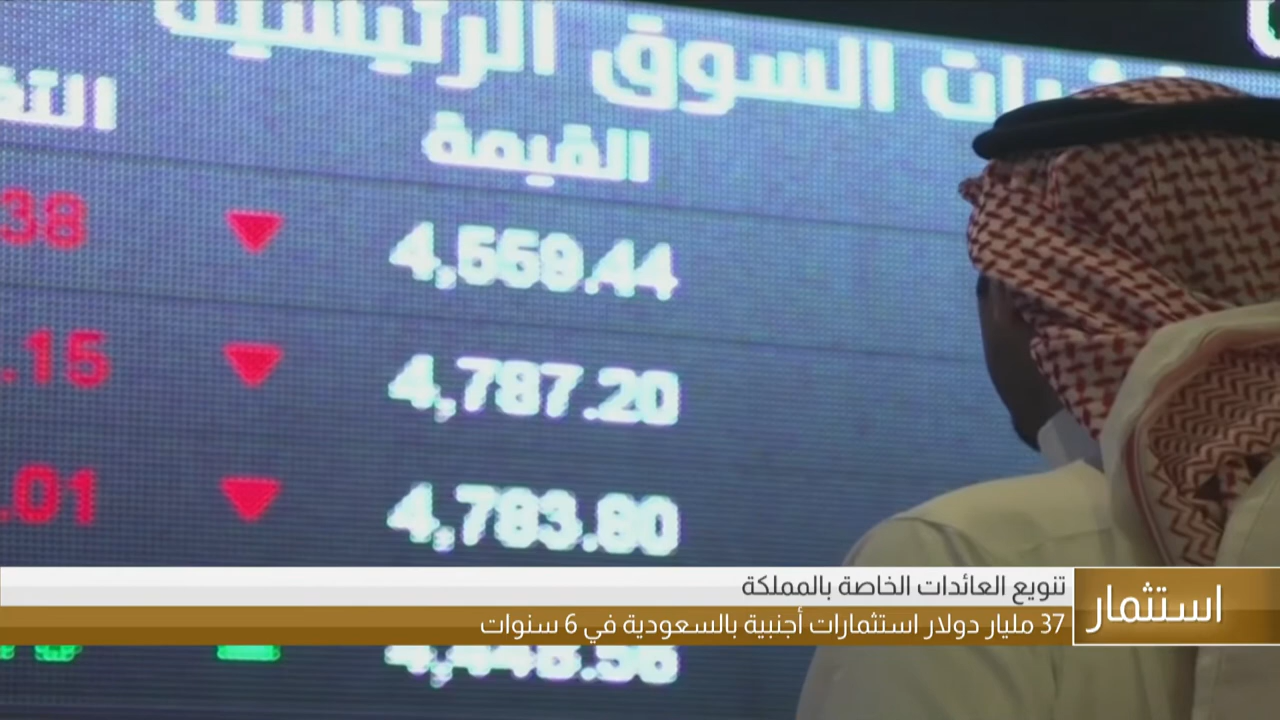 السوق الرئيسية
القيمة
38
4,559.44
.15
4,787.20
.01
4,783.80
استثمار
تنويع العائدات الخاصة بالمملكة
37 مليار دولار استثمارات أجنبية بالسعودية في 6 سنوات